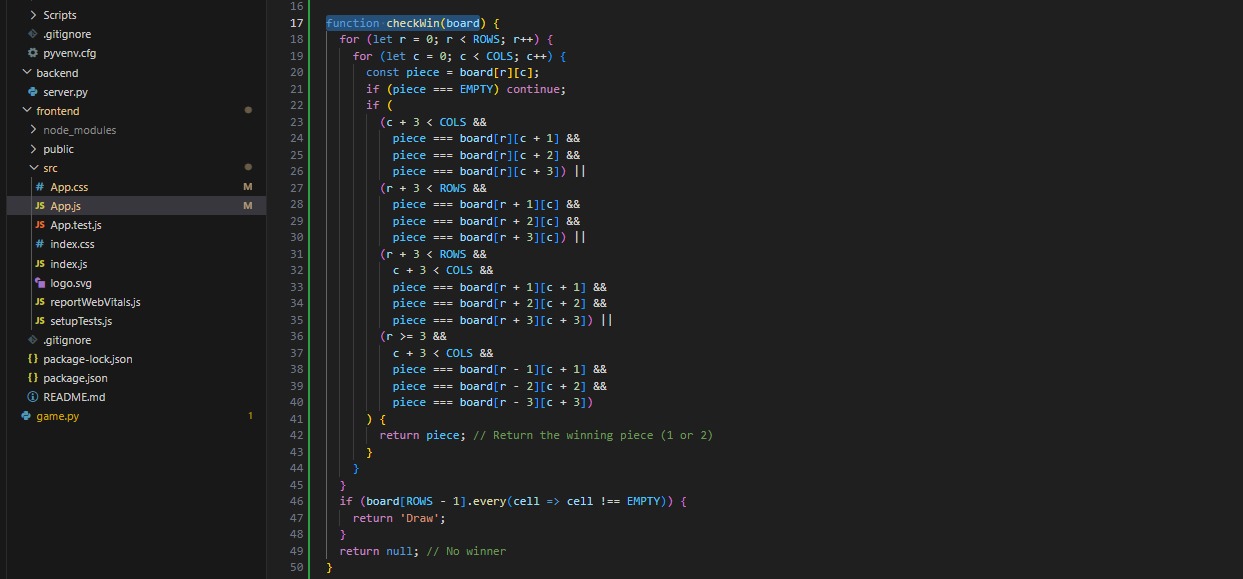 Scripts
.gitignore
pyvenv.cfg
backend
server.py
frontend
node_modules
public
src
# App.css M
JS App.js M
JS App.test.js
# index.css
JS index.js
logo.svg
JS reportWebVitals.js
JS setupTests.js
.gitignore
{} package-lock.json
{} package.json
README.md
game.py 1
16
17 function checkWin(board) {
18 for (let r = 0; r < ROWS; r++) {
19 for (let c = 0; c < COLS; c++) {
20 const piece = board[r][c];
21 if (piece === EMPTY) continue;
22 if (
23 (c + 3 < COLS &&
24 piece === board[r][c + 1] &&
25 piece === board[r][c + 2] &&
26 piece === board[r][c + 3]) ||
27 (r + 3 < ROWS &&
28 piece === board[r + 1][c] &&
29 piece === board[r + 2][c] &&
30 piece === board[r + 3][c]) ||
31 (r + 3 < ROWS &&
32 c + 3 < COLS &&
33 piece === board[r + 1][c + 1] &&
34 piece === board[r + 2][c + 2] &&
35 piece === board[r + 3][c + 3]) ||
36 (r >= 3 &&
37 c + 3 < COLS &&
38 piece === board[r - 1][c + 1] &&
39 piece === board[r - 2][c + 2] &&
40 piece === board[r - 3][c + 3])
41 ) {
42 return piece; // Return the winning piece (1 or 2)
43 }
44 }
45 }
46 if (board[ROWS - 1].every(cell => cell !== EMPTY)) {
47 return 'Draw';
48 }
49 return null; // No winner
50 }